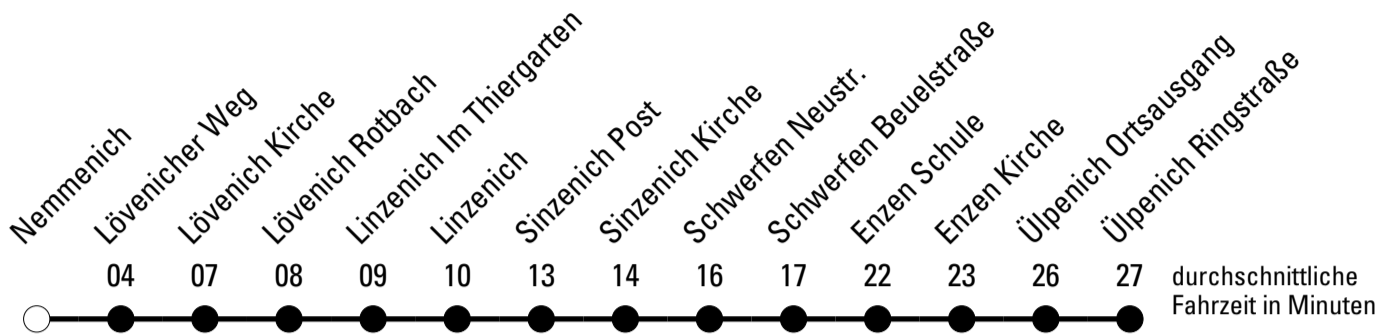 Nemmenich
Lövenicher Weg
Lövenich Kirche
Lövenich Rotbach
Linzenich Im Thiergarten
Linzenich
Sinzenich Post
Sinzenich Kirche
Schwerfen Neustr.
Schwerfen Beuelstraße
Enzen Schule
Enzen Kirche
Ülpenich Ortsausgang
Ülpenich Ringstraße
04 07 08 09 10 13 14 16 17 22 23 26 27
durchschnittliche
Fahrzeit in Minuten